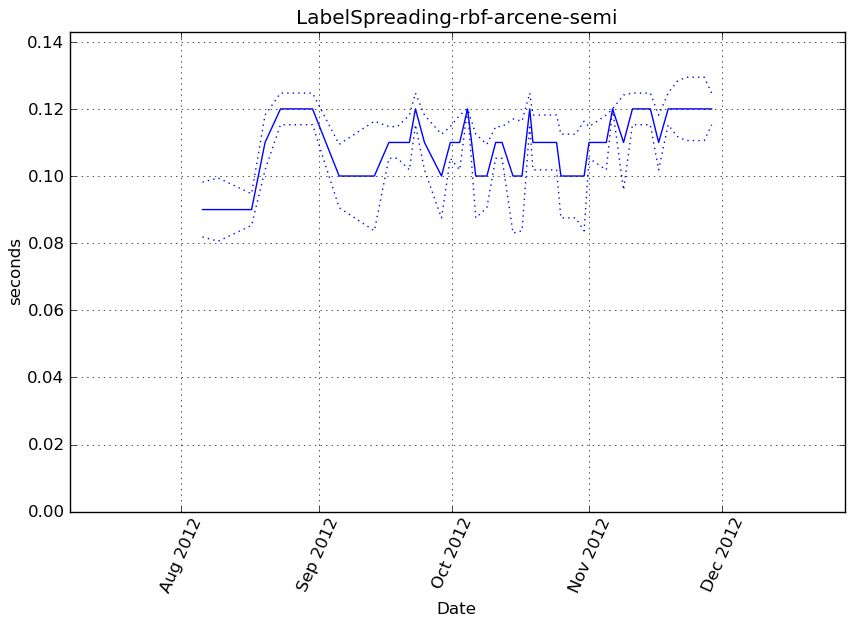 LabelSpreading-rbf-arcene-semi
0.14
0.12
0.10
0.08
0.06
0.04
0.02
0.00
seconds
Aug 2012
Sep 2012
Oct 2012
Nov 2012
Dec 2012
Date